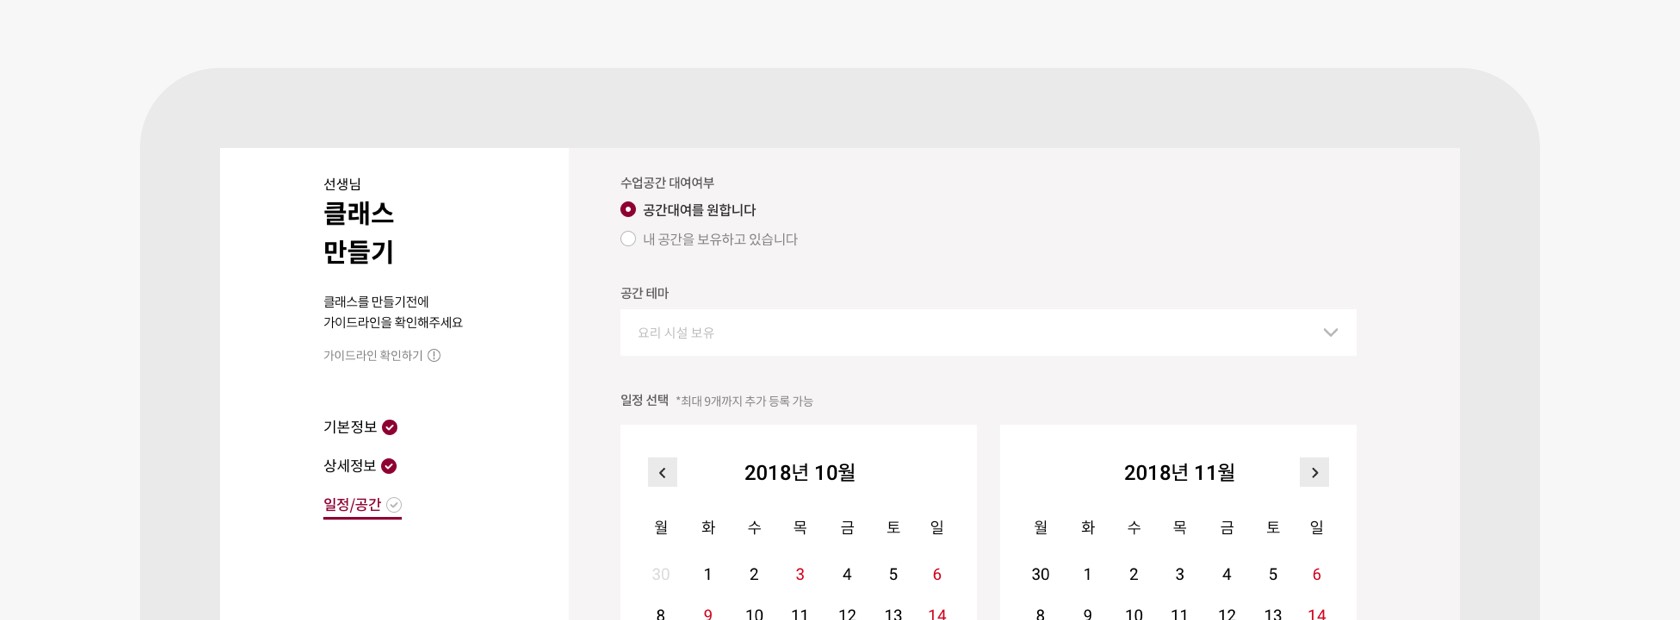 선생님
클래스
만들기
클래스를 만들기전에
가이드라인을 확인해주세요
가이드라인 확인하기
기본정보
상세정보
일정/공간
수업공간 대여여부
공간대여를 원합니다
내 공간을 보유하고 있습니다
공간 테마
요리 시설 보유
일정 선택 *최대 9개까지 추가 등록 가능
2018년 10월
월 화 수 목 금 토 일
30 1 2 3 4 5 6
8 9 10 11 12 13 14
2018년 11월
월 화 수 목 금 토 일
30 1 2 3 4 5 6
8 9 10 11 12 13 14